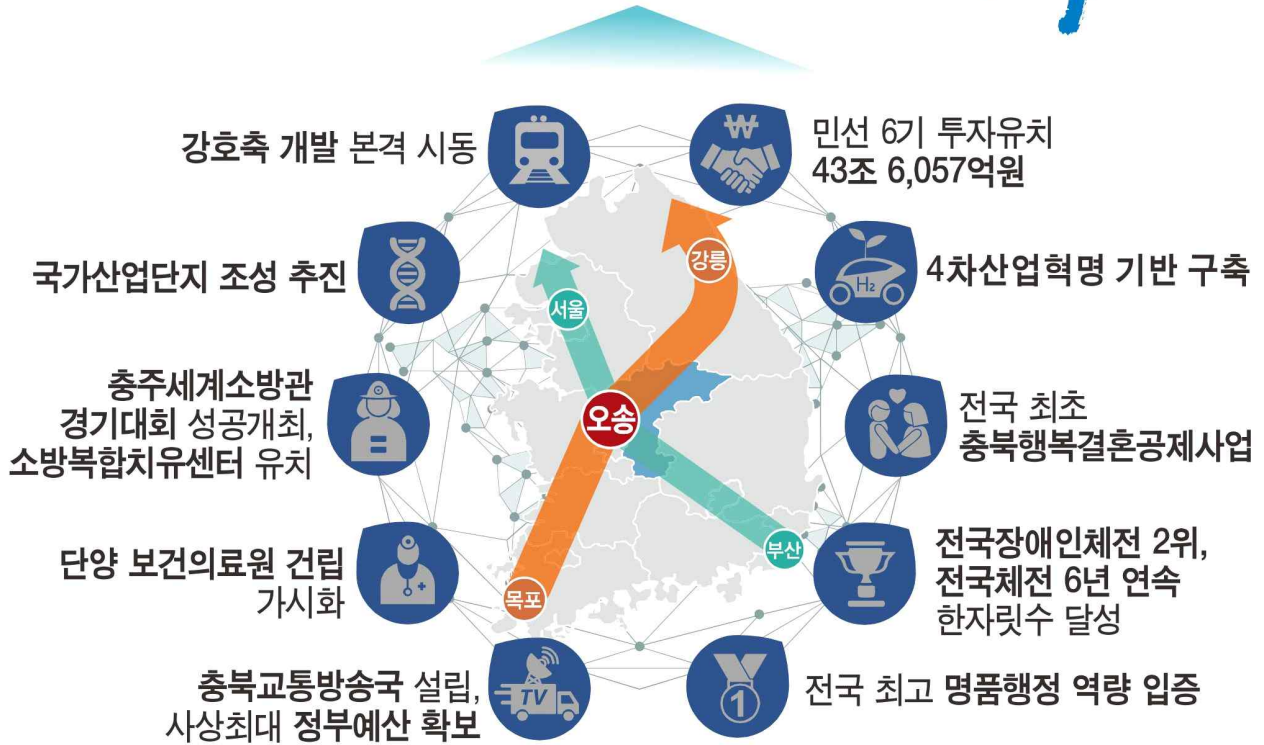 강호축 개발 본격 시동
₩
민선 6기 투자유치
43조 6,057억원
국가산업단지 조성 추진
H₂
4차산업혁명 기반 구축
충주세계소방관
경기대회 성공개최,
소방복합치유센터 유치
전국 최초
충북행복결혼공제사업
단양 보건의료원 건립
가시화
전국장애인체전 2위,
전국체전 6년 연속
한자릿수 달성
충북교통방송국 설립,
사상최대 정부예산 확보
TV
1
전국 최고 명품행정 역량 입증
강릉
서울
오송
부산
목포